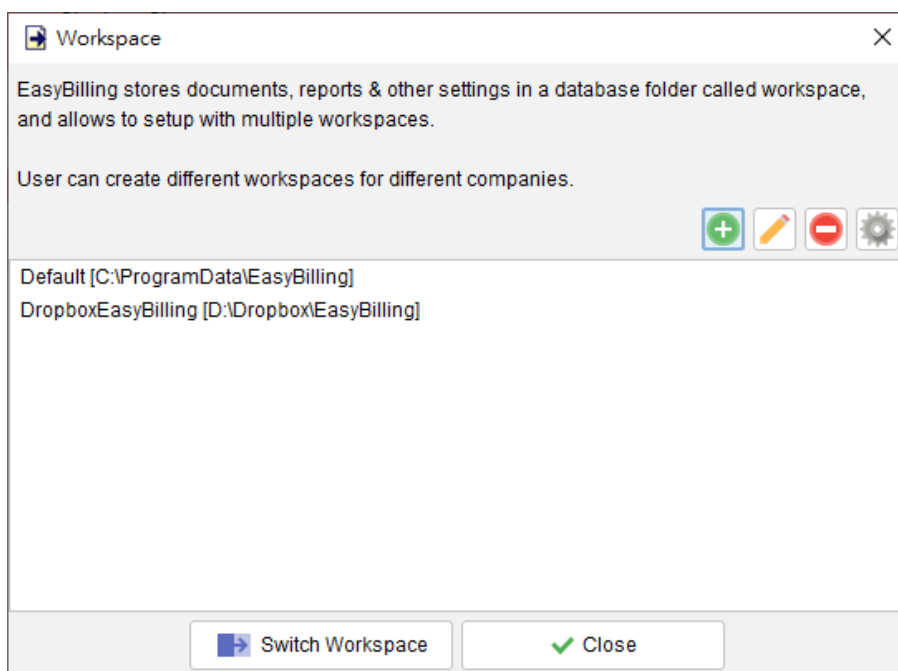 Workspace
EasyBilling stores documents, reports & other settings in a database folder called workspace,
and allows to setup with multiple workspaces.
User can create different workspaces for different companies.
Default [C:\ProgramData\EasyBilling]
DropboxEasyBilling [D:\Dropbox\EasyBilling]
Switch Workspace
Close